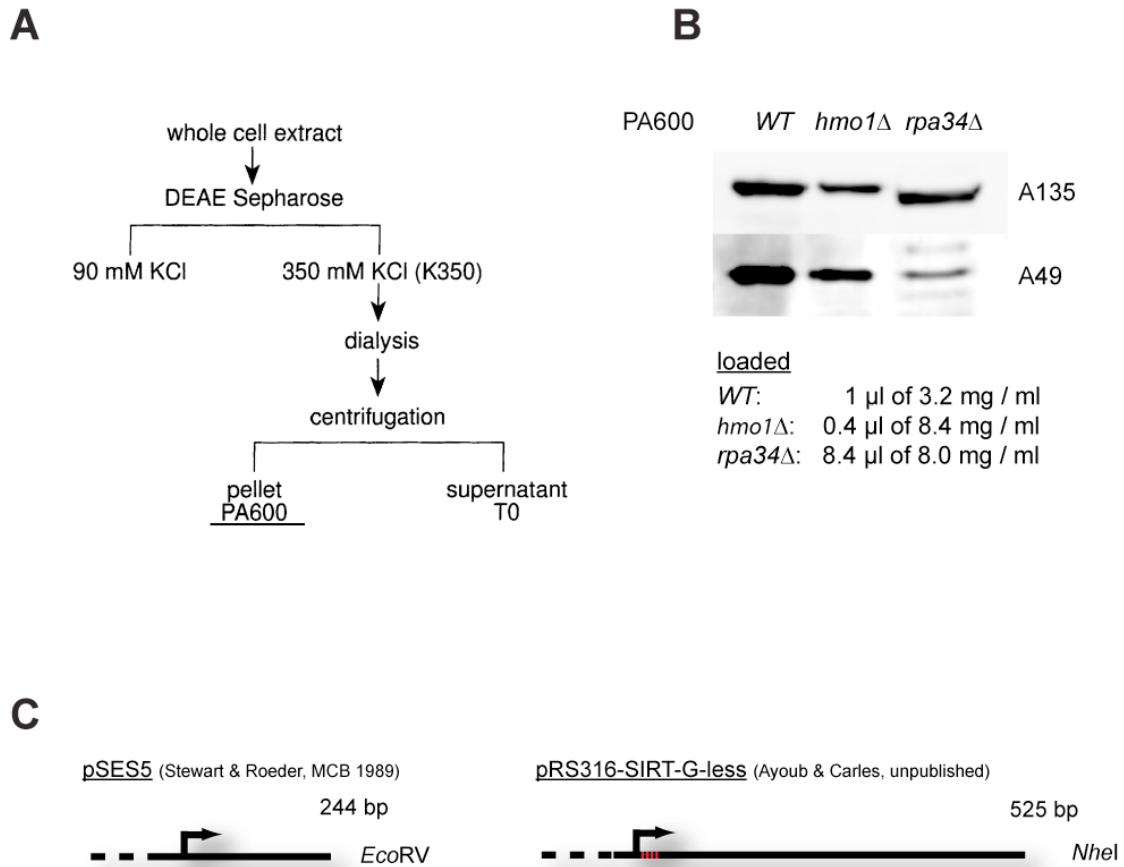 A
whole cell extract
DEAE Sepharose
90 mM KCl
350 mM KCl (K350)
dialysis
centrifugation
pellet
PA600
supernatant
T0
B
PA600 WT hmo1Δ rpa34Δ
A135
A49
loaded
WT: 1 µl of 3.2 mg / ml
hmo1Δ: 0.4 µl of 8.4 mg / ml
rpa34Δ: 8.4 µl of 8.0 mg / ml
C
pSES5 (Stewart & Roeder, MCB 1989)
244 bp
EcoRV
pRS316-SIRT-G-less (Ayoub & Carles, unpublished)
525 bp
NheI